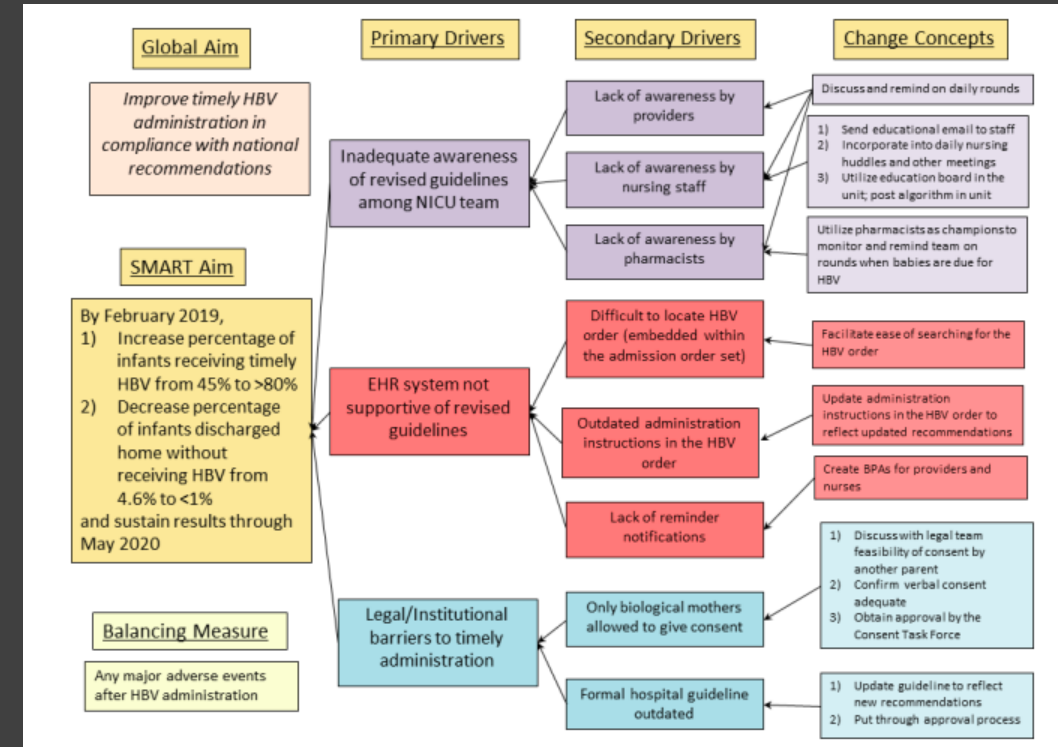 Global Aim
Improve timely HBV
administration in
compliance with national
recommendations
SMART Aim
By February 2019,
1) Increase percentage of
infants receiving timely
HBV from 45% to >80%
2) Decrease percentage
of infants discharged
home without
receiving HBV from
4.6% to <1%
and sustain results through
May 2020
Balancing Measure
Any major adverse events
after HBV administration
Primary Drivers
Inadequate awareness
of revised guidelines
among NICU team
EHR system not
supportive of revised
guidelines
Legal/Institutional
barriers to timely
administration
Secondary Drivers
Lack of awareness by
providers
Lack of awareness by
nursing staff
Lack of awareness by
pharmacists
Difficult to locate HBV
order (embedded within
the admission order set)
Outdated administration
instructions in the HBV
order
Lack of reminder
notifications
Only biological mothers
allowed to give consent
Formal hospital guideline
outdated
Change Concepts
Discuss and remind on daily rounds
1) Send educational email to staff
2) Incorporate into daily nursing
huddles and other meetings
3) Utilize education board in the
unit; post algorithm in unit
Utilize pharmacists as champions to
monitor and remind team on
rounds when babies are due for
HBV
Facilitate ease of searching for the
HBV order
Update administration
instructions in the HBV order to
reflect updated recommendations
Create BPAs for providers and
nurses
1) Discuss with legal team
feasibility of consent by
another parent
2) Confirm verbal consent
adequate
3) Obtain approval by the
Consent Task Force
1) Update guideline to reflect
new recommendations
2) Put through approval process